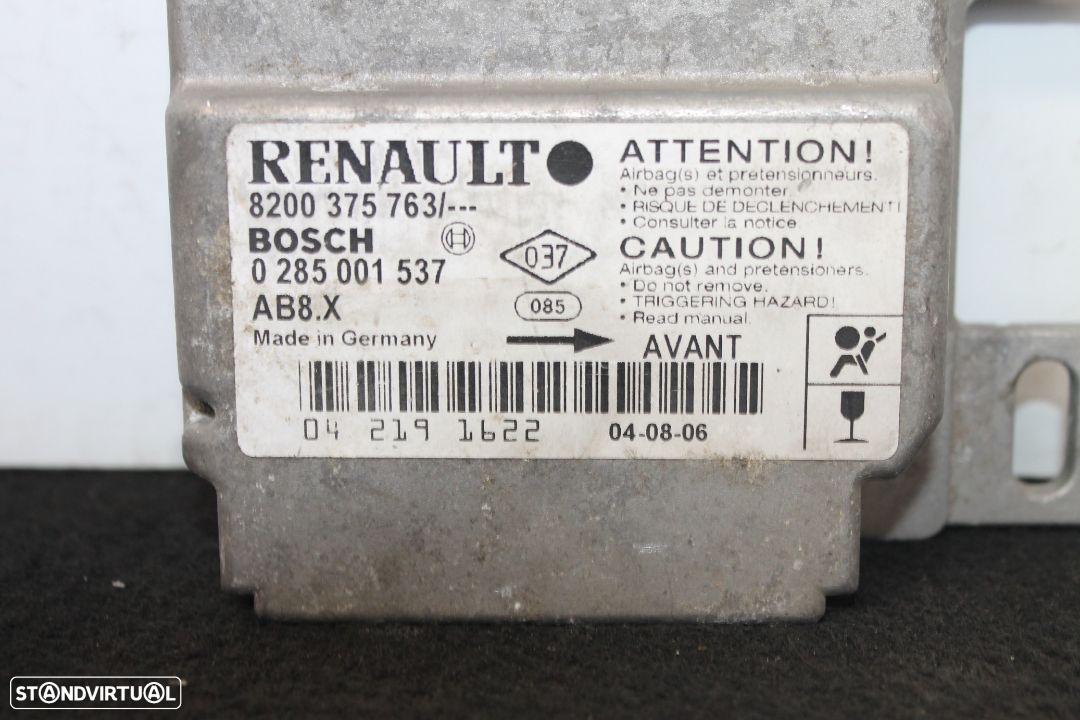 RENAULT
8200 375 763/---
BOSCH
0 285 001 537
AB8.X
Made in Germany
037
085
ATTENTION!
Airbag(s) et pretensionneurs.
• Ne pas demonter.
• RISQUE DE DECLENCHEMENT!
• Consulter la notice.
CAUTION!
Airbag(s) and pretensioners.
• Do not remove.
• TRIGGERING HAZARD!
• Read manual.
AVANT
04 219 1622
04-08-06
STANDVIRTUAL